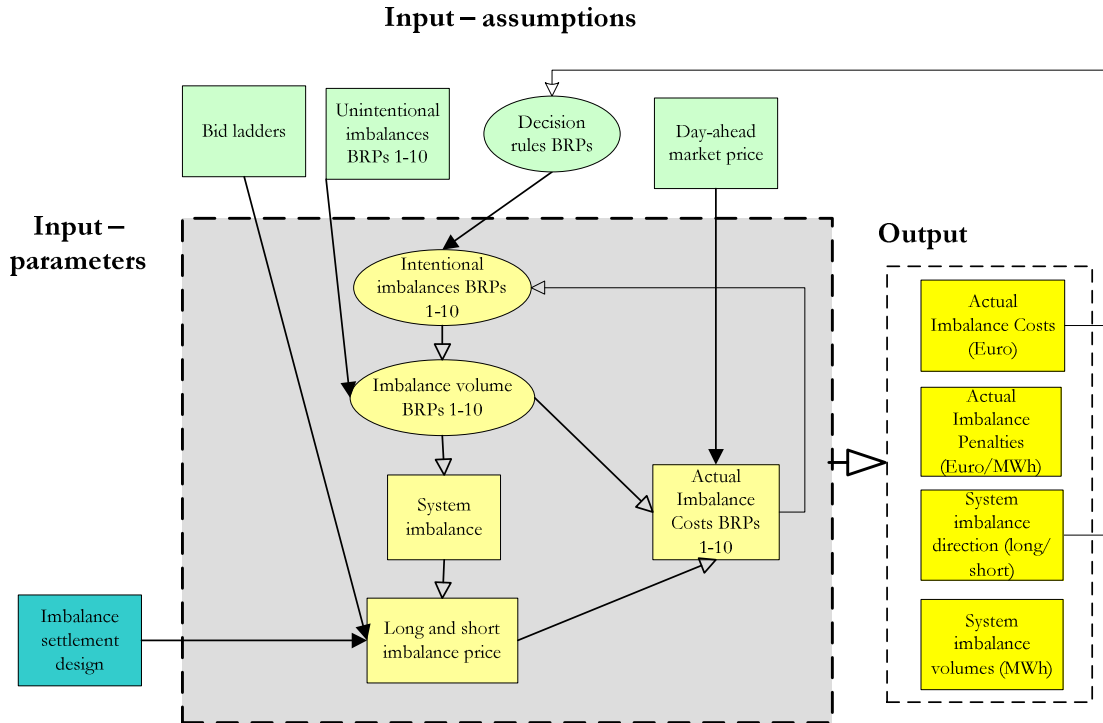 Input – assumptions
Bid ladders
Unintentional
imbalances
BRPs 1-10
Decision
rules BRPs
Day-ahead
market price
Input –
parameters
Output
Intentional
imbalances BRPs
1-10
Imbalance volume
BRPs 1-10
System
imbalance
Actual
Imbalance
Costs BRPs
1-10
Long and short
imbalance price
Imbalance
settlement
design
Actual
Imbalance Costs
(Euro)
Actual
Imbalance
Penalties
(Euro/MWh)
System
imbalance
direction (long/
short)
System
imbalance
volumes (MWh)